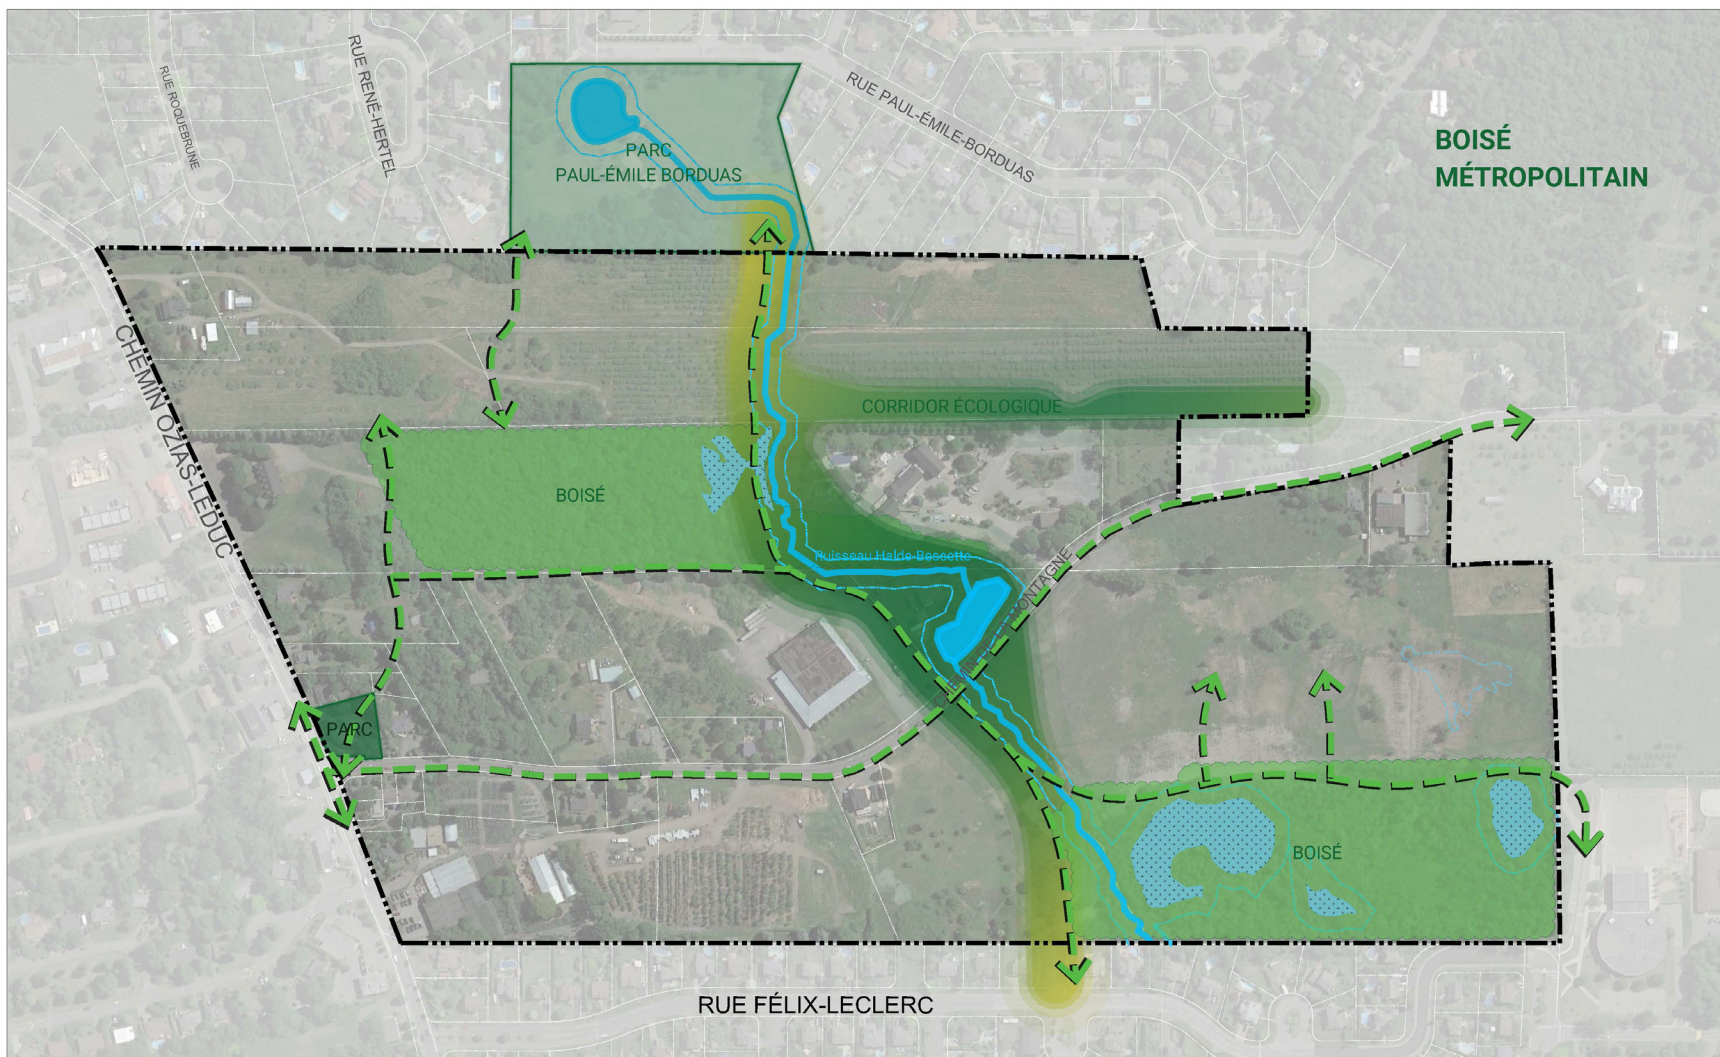 RUE ROQUEBRUNE
RUE RENÉ-HERTEL
RUE PAUL-ÉMILE-BORDUAS
BOISÉ
MÉTROPOLITAIN
PARC
PAUL-ÉMILE BORDUAS
CHEMIN OZIAS-LEDUC
CORRIDOR ÉCOLOGIQUE
BOISÉ
Ruisseau Halde-Bessette
MONTAGNE
PARC
BOISÉ
RUE FÉLIX-LECLERC